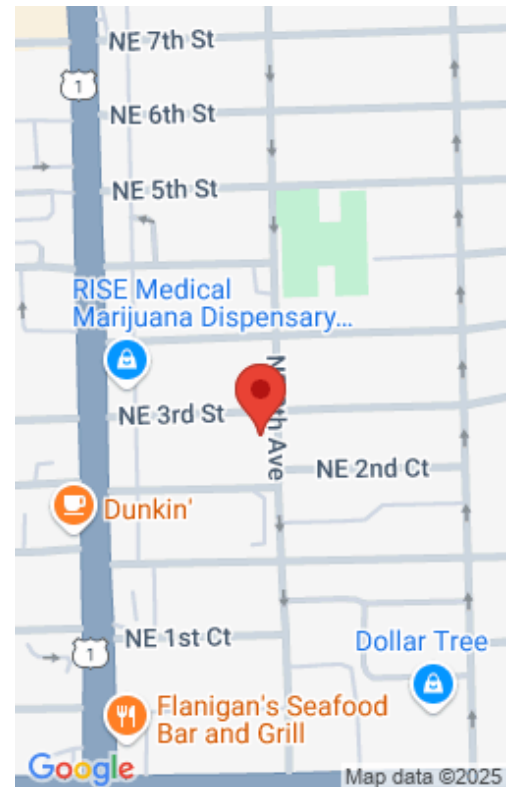 NE 7th St
1
NE 6th St
NE 5th St
RISE Medical
Marijuana Dispensary...
NE 3rd St
Ave
NE 2nd Ct
Dunkin'
NE 1st Ct
1
Dollar Tree
Flanigan's Seafood
Bar and Grill
Google
Map data ©2025